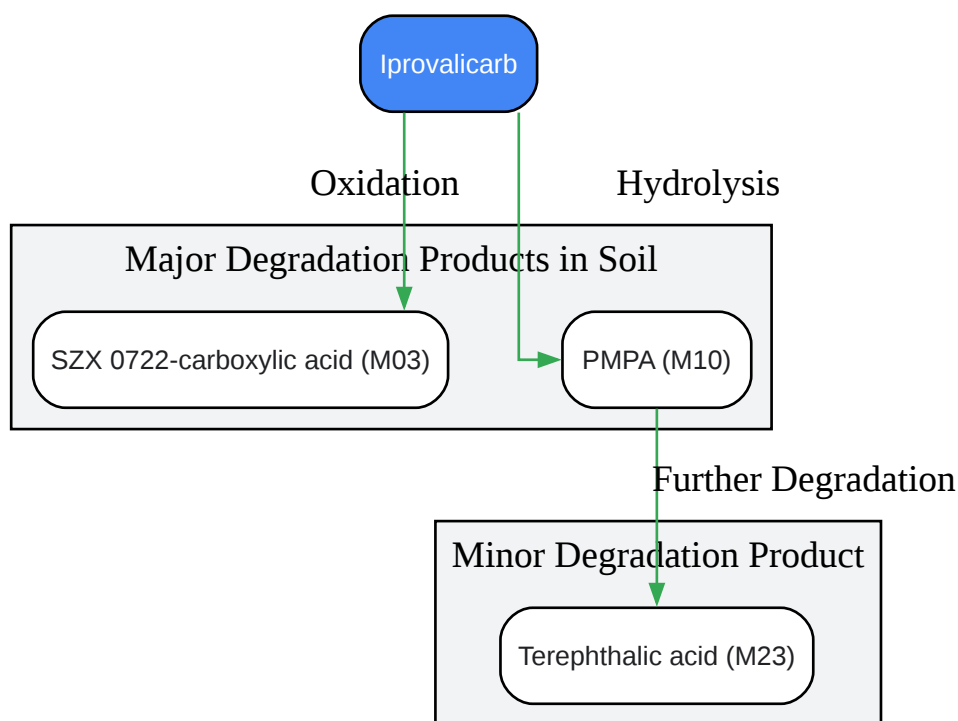 Iprovalicarb
Oxidation
Hydrolysis
Major Degradation Products in Soil
SZX 0722-carboxylic acid (M03)
PMPA (M10)
Further Degradation
Minor Degradation Product
Terephthalic acid (M23)